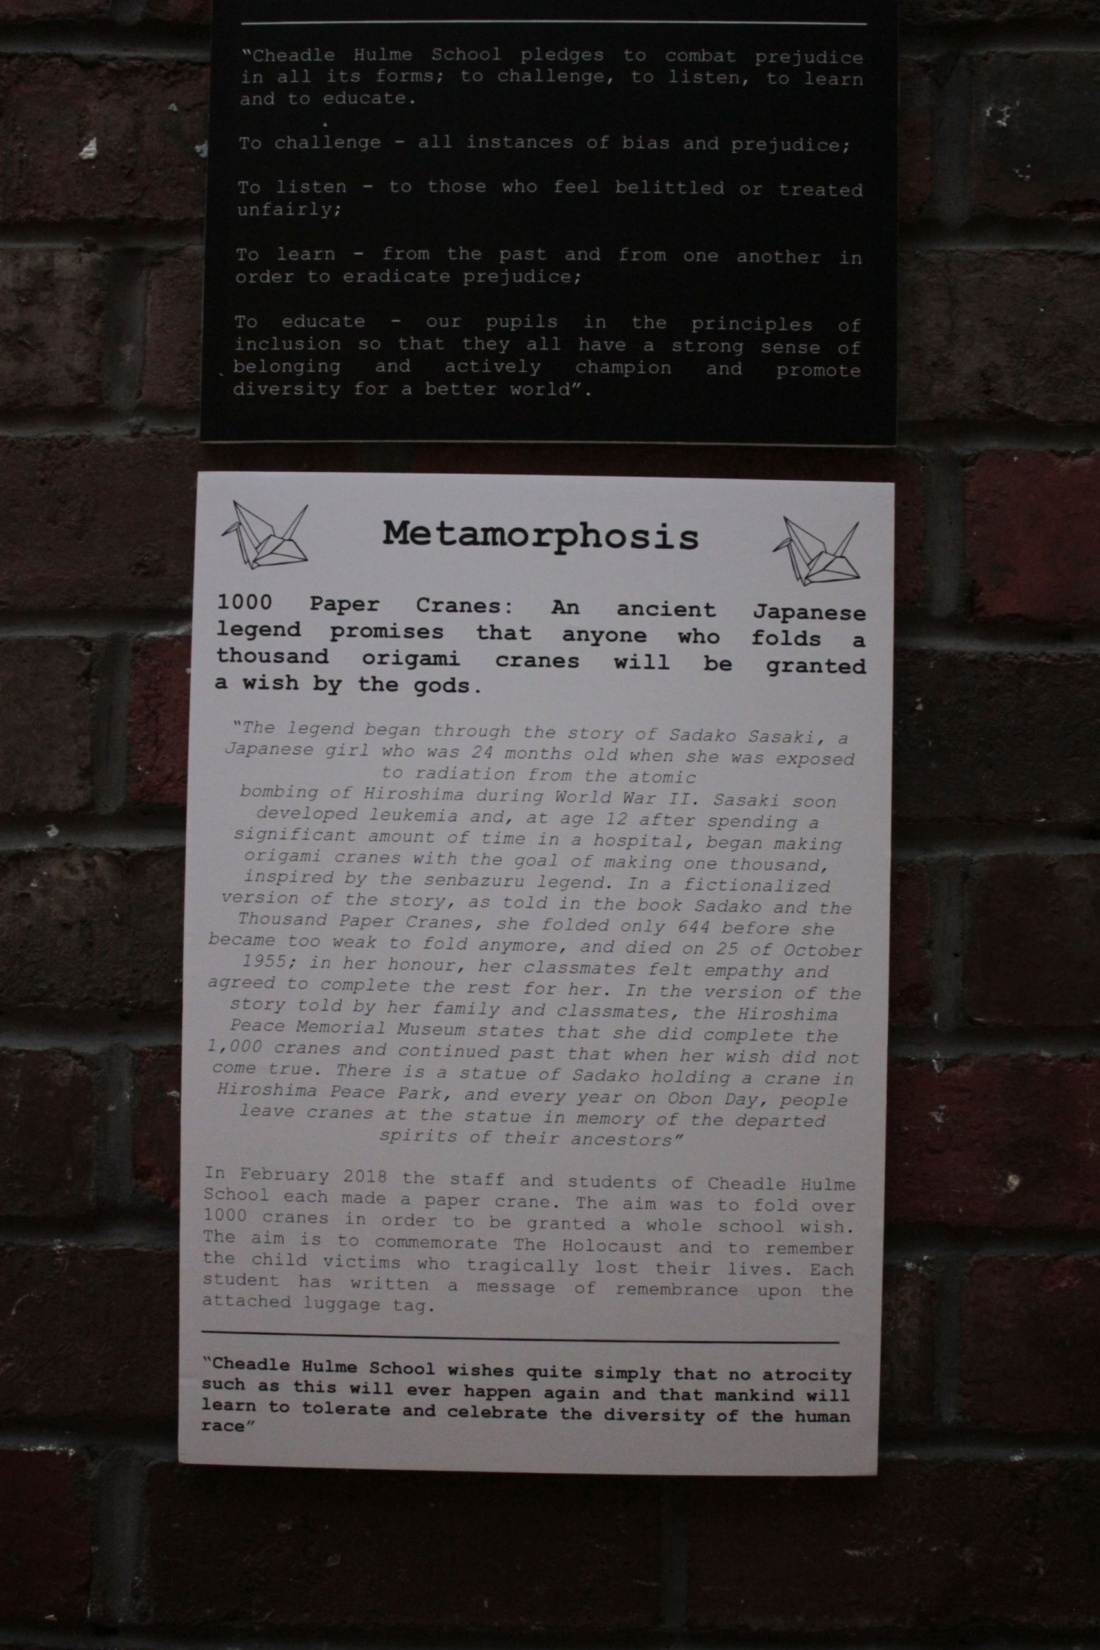 “Cheadle Hulme School pledges to combat prejudice
in all its forms; to challenge, to listen, to learn
and to educate.
To challenge - all instances of bias and prejudice;
To listen - to those who feel belittled or treated
unfairly;
To learn - from the past and from one another in
order to eradicate prejudice;
To educate - our pupils in the principles of
inclusion so that they all have a strong sense of
belonging and actively champion and promote
diversity for a better world”.
Metamorphosis
1000 Paper Cranes: An ancient Japanese
legend promises that anyone who folds a
thousand origami cranes will be granted
a wish by the gods.
“The legend began through the story of Sadako Sasaki, a
Japanese girl who was 24 months old when she was exposed
to radiation from the atomic
bombing of Hiroshima during World War II. Sasaki soon
developed leukemia and, at age 12 after spending a
significant amount of time in a hospital, began making
origami cranes with the goal of making one thousand,
inspired by the senbazuru legend. In a fictionalized
version of the story, as told in the book Sadako and the
Thousand Paper Cranes, she folded only 644 before she
became too weak to fold anymore, and died on 25 of October
1955; in her honour, her classmates felt empathy and
agreed to complete the rest for her. In the version of the
story told by her family and classmates, the Hiroshima
Peace Memorial Museum states that she did complete the
1,000 cranes and continued past that when her wish did not
come true. There is a statue of Sadako holding a crane in
Hiroshima Peace Park, and every year on Obon Day, people
leave cranes at the statue in memory of the departed
spirits of their ancestors”
In February 2018 the staff and students of Cheadle Hulme
School each made a paper crane. The aim was to fold over
1000 cranes in order to be granted a whole school wish.
The aim is to commemorate The Holocaust and to remember
the child victims who tragically lost their lives. Each
student has written a message of remembrance upon the
attached luggage tag.
“Cheadle Hulme School wishes quite simply that no atrocity
such as this will ever happen again and that mankind will
learn to tolerate and celebrate the diversity of the human
race”